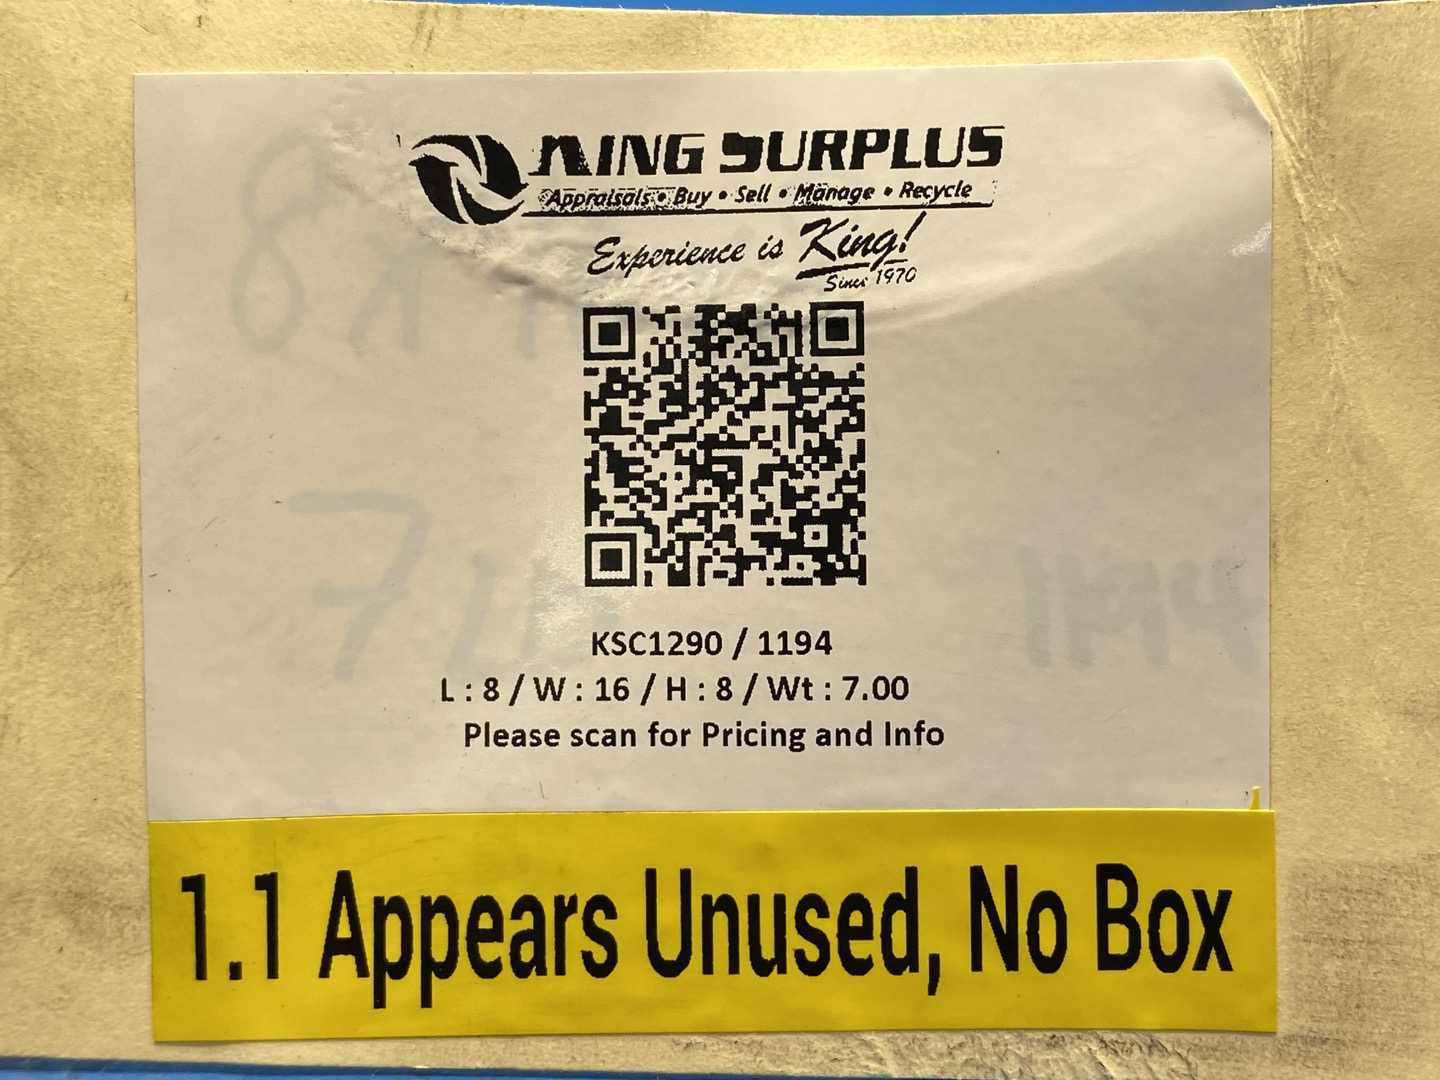 KING SURPLUS
Appraisals • Buy • Sell • Manage • Recycle
Experience is King!
Since 1970
KSC1290 / 1194
L : 8 / W : 16 / H : 8 / Wt : 7.00
Please scan for Pricing and Info
1.1 Appears Unused, No Box